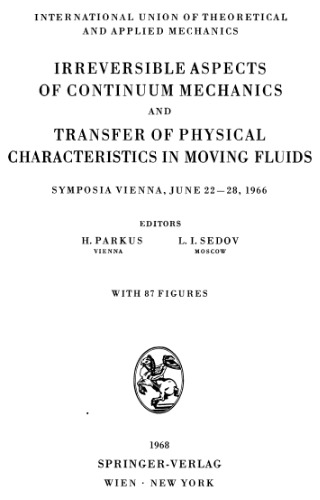 INTERNATIONAL UNION OF THEORETICAL
AND APPLIED MECHANICS
IRREVERSIBLE ASPECTS
OF CONTINUUM MECHANICS
AND
TRANSFER OF PHYSICAL
CHARACTERISTICS IN MOVING FLUIDS
SYMPOSIA VIENNA, JUNE 22–28, 1966
EDITORS
H. PARKUS L. I. SEDOV
VIENNA MOSCOW
WITH 87 FIGURES
1968
SPRINGER-VERLAG
WIEN · NEW YORK